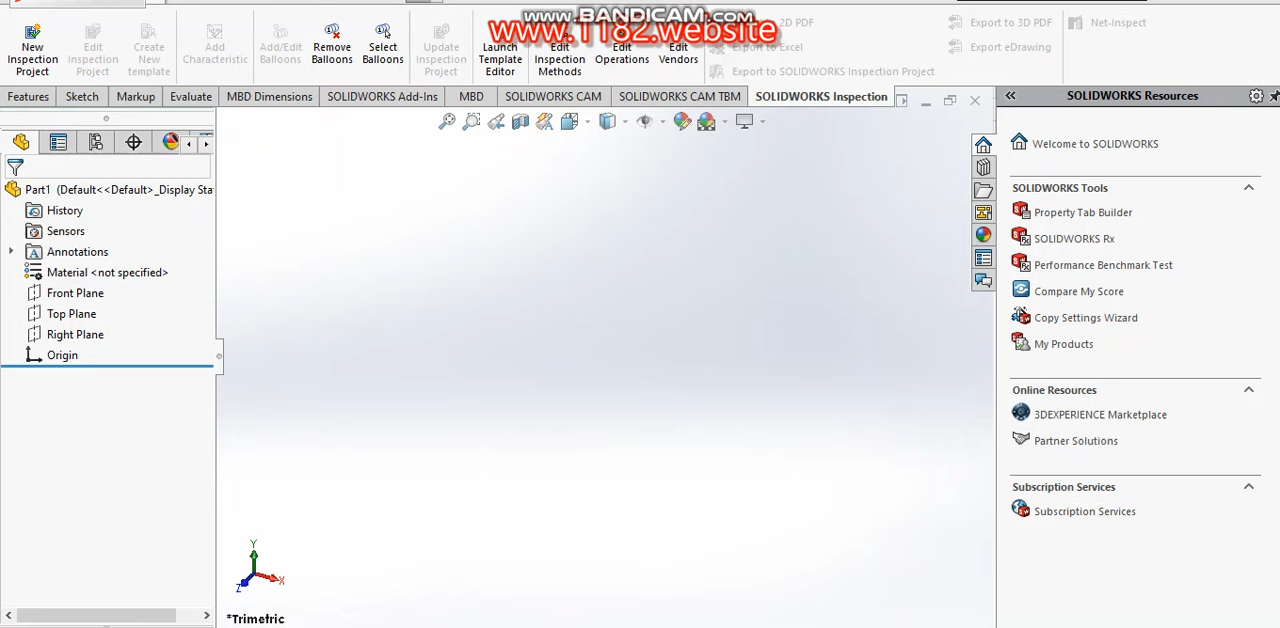 www.BANDICAM.com
www.1182.website
New Inspection Project
Edit Inspection Project
Create New template
Add Characteristic
Add/Edit Balloons
Remove Balloons
Select Balloons
Update Inspection Project
Launch Template Editor
Edit Inspection Methods
Edit Operations
Edit Vendors
2D PDF
Export to Excel
Export to SOLIDWORKS Inspection Project
Export to 3D PDF
Export eDrawing
Net-Inspect
Features
Sketch
Markup
Evaluate
MBD Dimensions
SOLIDWORKS Add-Ins
MBD
SOLIDWORKS CAM
SOLIDWORKS CAM TBM
SOLIDWORKS Inspection
Part1 (Default<<Default>_Display Sta
History
Sensors
Annotations
Material <not specified>
Front Plane
Top Plane
Right Plane
Origin
Y
X
Z
*Trimetric
SOLIDWORKS Resources
Welcome to SOLIDWORKS
SOLIDWORKS Tools
Property Tab Builder
SOLIDWORKS Rx
Performance Benchmark Test
Compare My Score
Copy Settings Wizard
My Products
Online Resources
3DEXPERIENCE Marketplace
Partner Solutions
Subscription Services
Subscription Services